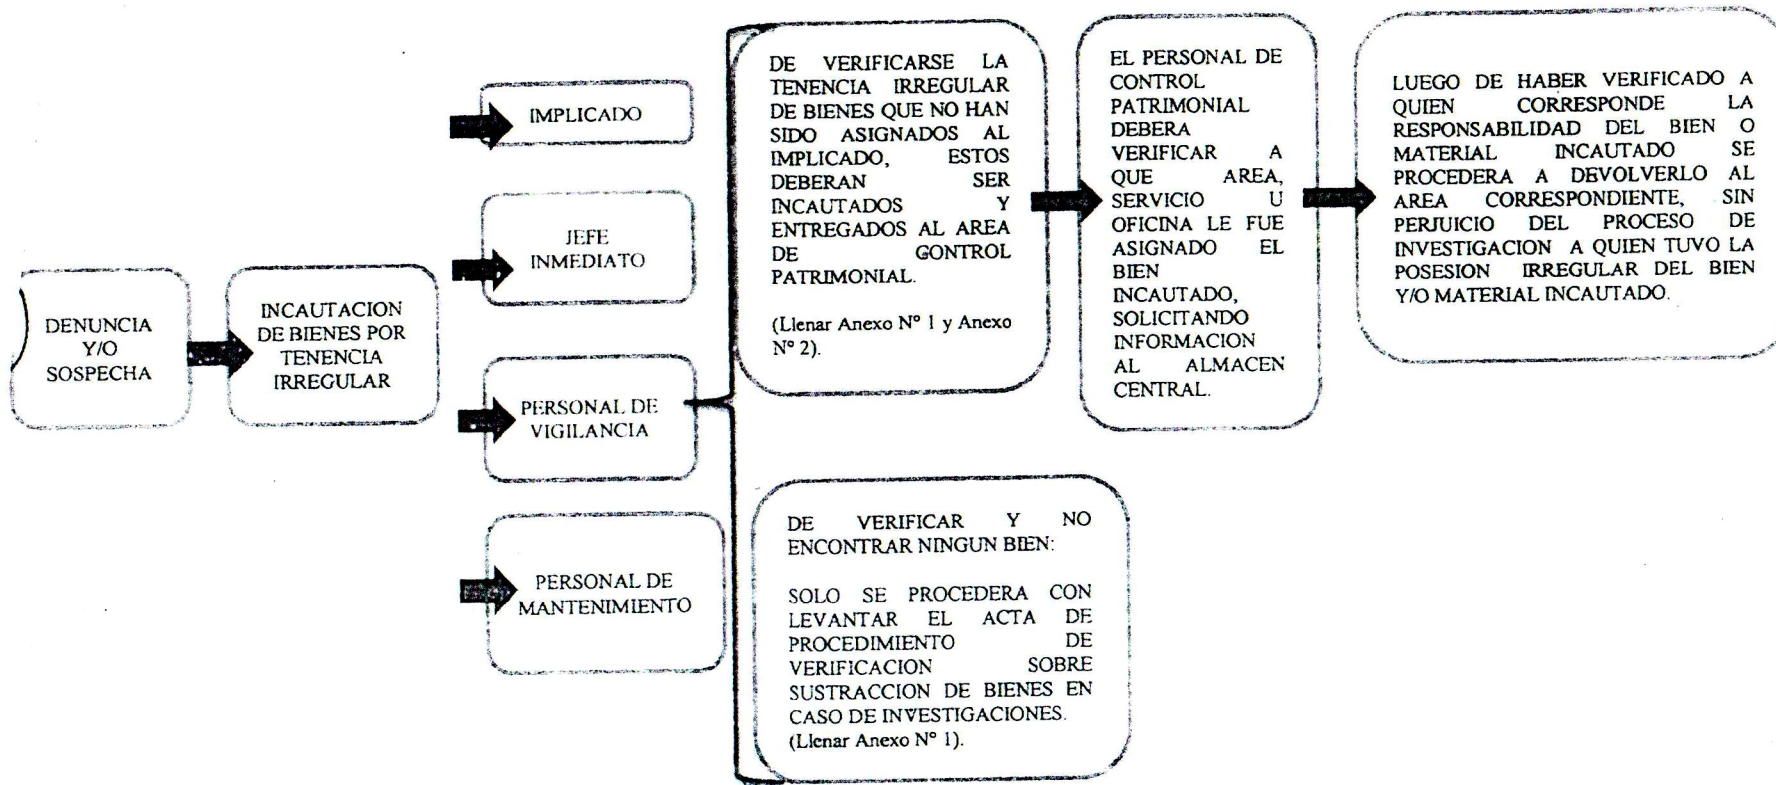 DENUNCIA
Y/O
SOSPECHA
INCAUTACION
DE BIENES POR
TENENCIA
IRREGULAR
IMPLICADO
JEFE
INMEDIATO
PERSONAL DE
VIGILANCIA
PERSONAL DE
MANTENIMIENTO
DE VERIFICARSE LA
TENENCIA IRREGULAR
DE BIENES QUE NO HAN
SIDO ASIGNADOS AL
IMPLICADO, ESTOS
DEBERAN SER
INCAUTADOS Y
ENTREGADOS AL AREA
DE GONTROL
PATRIMONIAL.
(Llenar Anexo N° 1 y Anexo
N° 2).
DE VERIFICAR Y NO
ENCONTRAR NINGUN BIEN:
SOLO SE PROCEDERA CON
LEVANTAR EL ACTA DE
PROCEDIMIENTO DE
VERIFICACION SOBRE
SUSTRACCION DE BIENES EN
CASO DE INVESTIGACIONES.
(Llenar Anexo N° 1).
EL PERSONAL DE
CONTROL
PATRIMONIAL
DEBERA
VERIFICAR A
QUE AREA,
SERVICIO U
OFICINA LE FUE
ASIGNADO EL
BIEN
INCAUTADO,
SOLICITANDO
INFORMACION
AL ALMACEN
CENTRAL.
LUEGO DE HABER VERIFICADO A
QUIEN CORRESPONDE LA
RESPONSABILIDAD DEL BIEN O
MATERIAL INCAUTADO SE
PROCEDERA A DEVOLVERLO AL
AREA CORRESPONDIENTE, SIN
PERJUICIO DEL PROCESO DE
INVESTIGACION A QUIEN TUVO LA
POSESION IRREGULAR DEL BIEN
Y/O MATERIAL INCAUTADO.